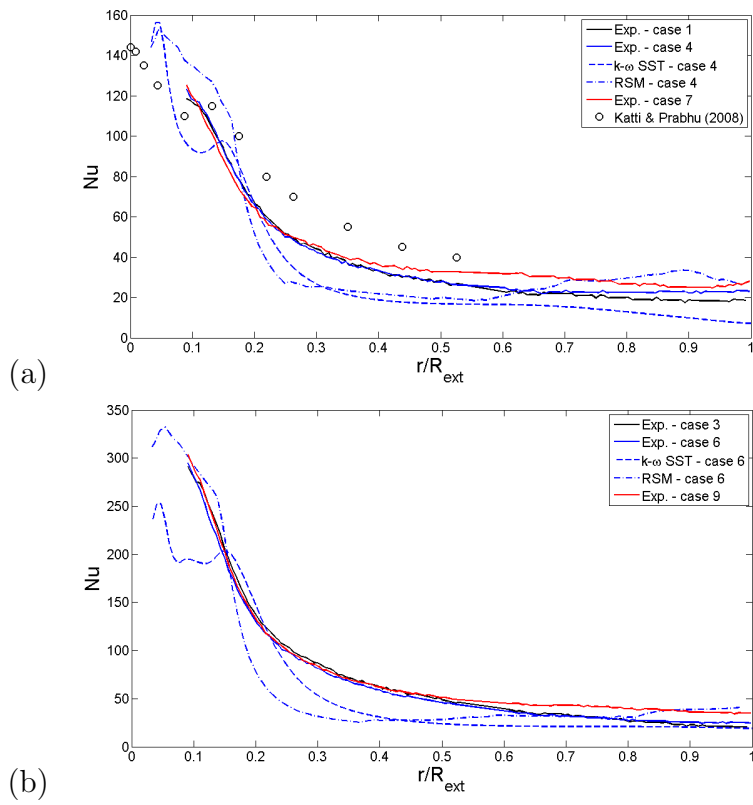 (a)
Nu
160
140
120
100
80
60
40
20
0
0 0.1 0.2 0.3 0.4 0.5 0.6 0.7 0.8 0.9 1
r/R_ext
Exp. - case 1
Exp. - case 4
k-ω SST - case 4
RSM - case 4
Exp. - case 7
Katti & Prabhu (2008)
(b)
Nu
350
300
250
200
150
100
50
0
0 0.1 0.2 0.3 0.4 0.5 0.6 0.7 0.8 0.9 1
r/R_ext
Exp. - case 3
Exp. - case 6
k-ω SST - case 6
RSM - case 6
Exp. - case 9